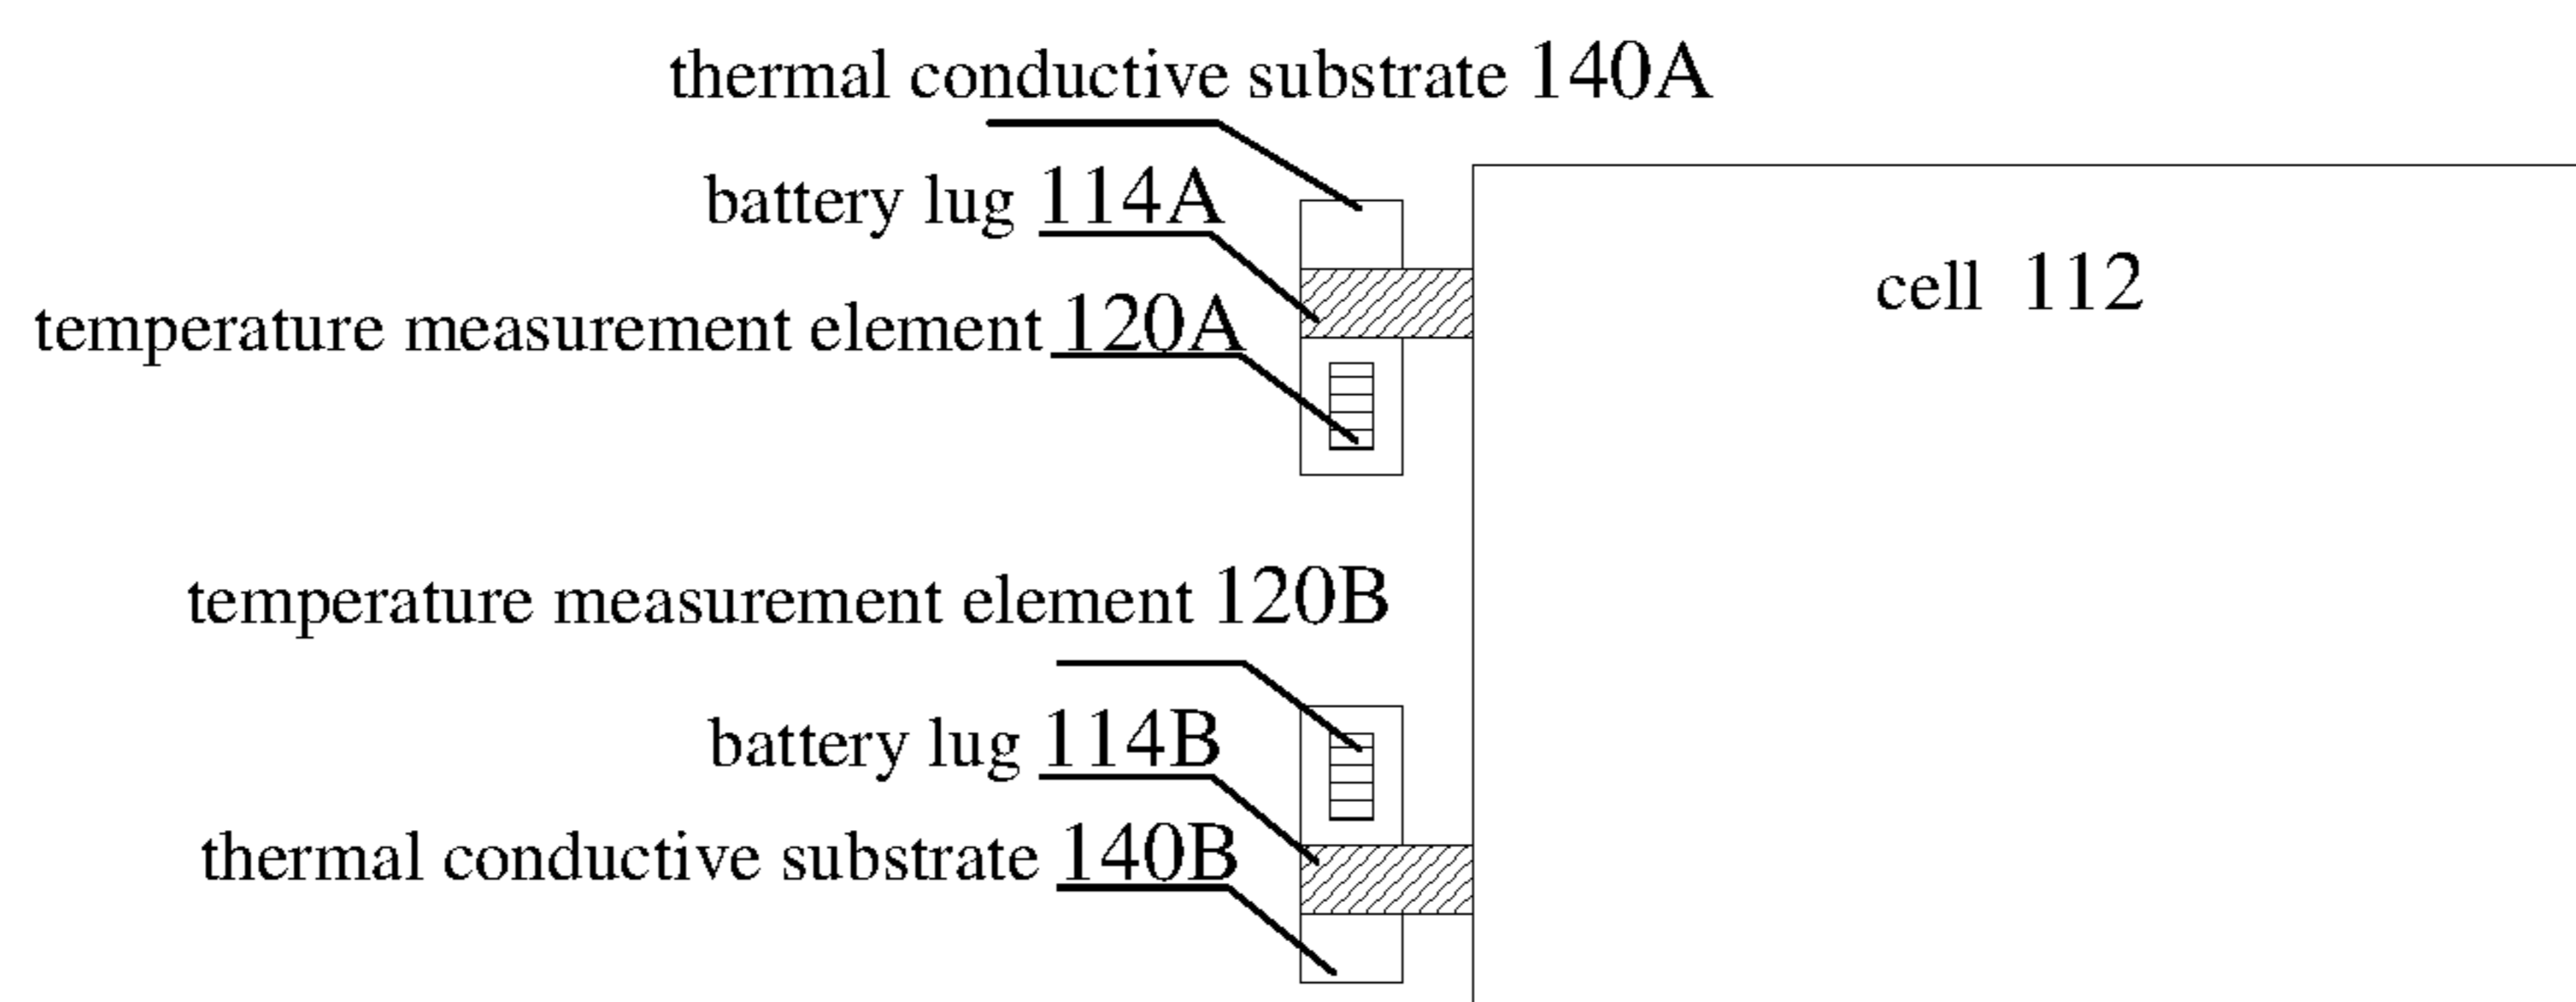 thermal conductive substrate 140A
battery lug 114A
cell 112
temperature measurement element 120A
temperature measurement element 120B
battery lug 114B
thermal conductive substrate 140B